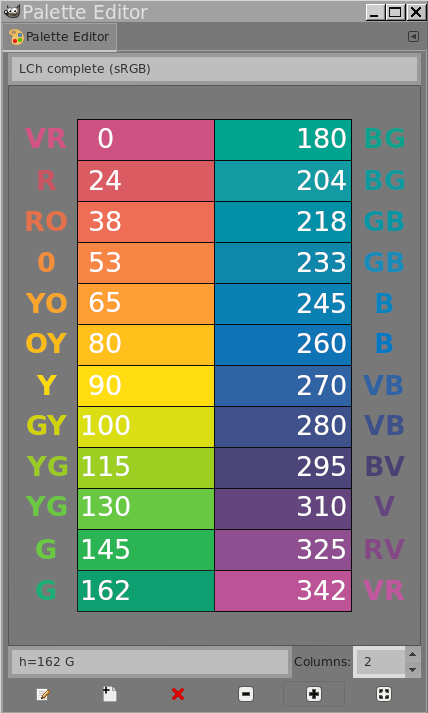 Palette Editor
Palette Editor
LCh complete (sRGB)
VR 0 180 BG
R 24 204 BG
RO 38 218 GB
0 53 233 GB
YO 65 245 B
OY 80 260 B
Y 90 270 VB
GY 100 280 VB
YG 115 295 BV
YG 130 310 V
G 145 325 RV
G 162 342 VR
h=162 G Columns: 2